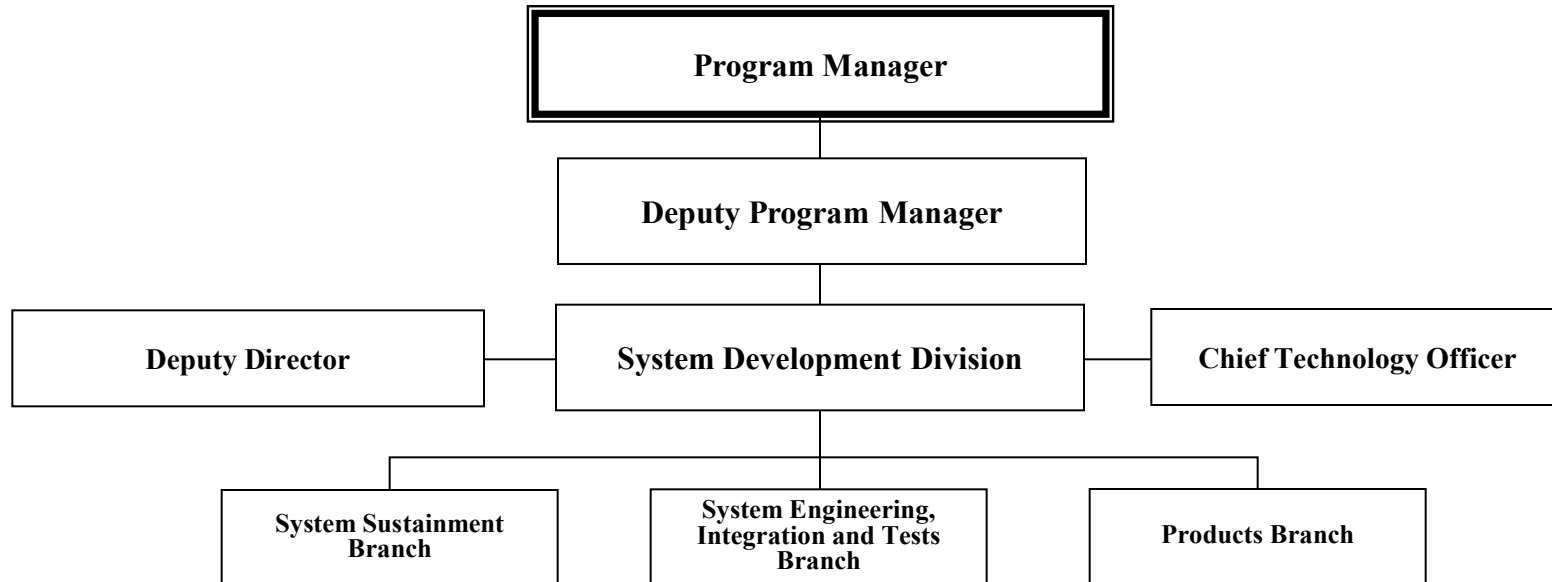 Program Manager
Deputy Program Manager
Deputy Director
System Development Division
Chief Technology Officer
System Sustainment
Branch
System Engineering,
Integration and Tests
Branch
Products Branch